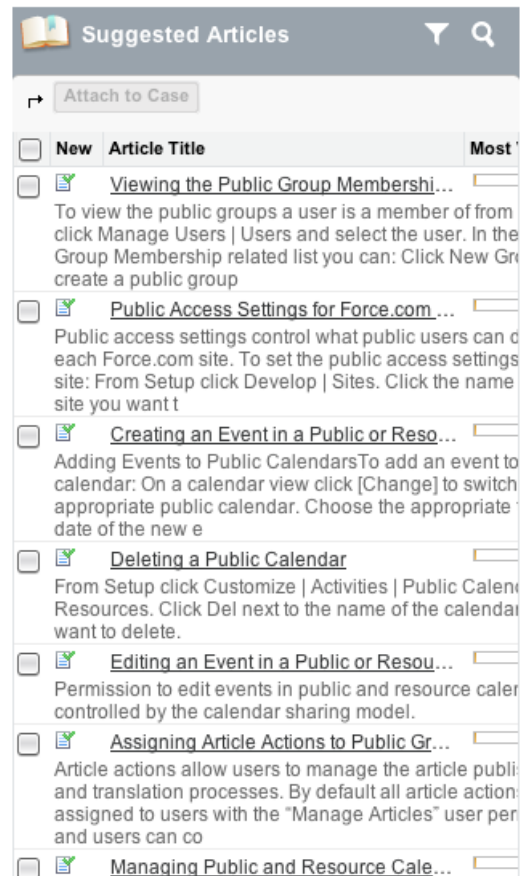 Suggested Articles
Attach to Case
New Article Title Most
Viewing the Public Group Membershi...
To view the public groups a user is a member of from
click Manage Users | Users and select the user. In the
Group Membership related list you can: Click New Gro
create a public group
Public Access Settings for Force.com ...
Public access settings control what public users can d
each Force.com site. To set the public access settings
site: From Setup click Develop | Sites. Click the name
site you want t
Creating an Event in a Public or Reso...
Adding Events to Public CalendarsTo add an event to
calendar: On a calendar view click [Change] to switch
appropriate public calendar. Choose the appropriate
date of the new e
Deleting a Public Calendar
From Setup click Customize | Activities | Public Calend
Resources. Click Del next to the name of the calendar
want to delete.
Editing an Event in a Public or Resou...
Permission to edit events in public and resource caler
controlled by the calendar sharing model.
Assigning Article Actions to Public Gr...
Article actions allow users to manage the article publi
and translation processes. By default all article action
assigned to users with the “Manage Articles” user per
and users can co
Managing Public and Resource Cale...